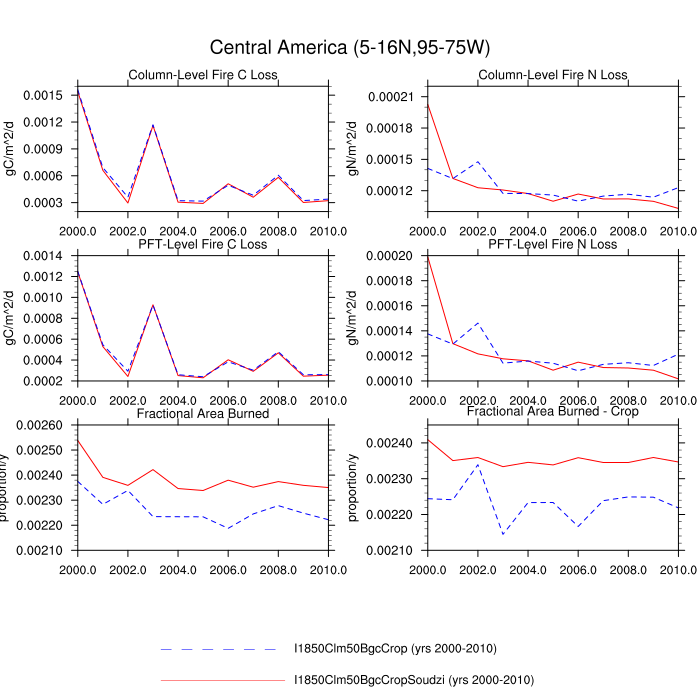 Central America (5-16N,95-75W)
Column-Level Fire C Loss
gC/m^2/d
0.0015
0.0012
0.0009
0.0006
0.0003
2000.0 2002.0 2004.0 2006.0 2008.0 2010.0
Column-Level Fire N Loss
gN/m^2/d
0.00021
0.00018
0.00015
0.00012
2000.0 2002.0 2004.0 2006.0 2008.0 2010.0
PFT-Level Fire C Loss
gC/m^2/d
0.0014
0.0012
0.0010
0.0008
0.0006
0.0004
0.0002
2000.0 2002.0 2004.0 2006.0 2008.0 2010.0
PFT-Level Fire N Loss
gN/m^2/d
0.00020
0.00018
0.00016
0.00014
0.00012
0.00010
2000.0 2002.0 2004.0 2006.0 2008.0 2010.0
Fractional Area Burned
proportion/y
0.00260
0.00250
0.00240
0.00230
0.00220
0.00210
2000.0 2002.0 2004.0 2006.0 2008.0 2010.0
Fractional Area Burned - Crop
proportion/y
0.00240
0.00230
0.00220
0.00210
2000.0 2002.0 2004.0 2006.0 2008.0 2010.0
I1850Clm50BgcCrop (yrs 2000-2010)
I1850Clm50BgcCropSoudzi (yrs 2000-2010)